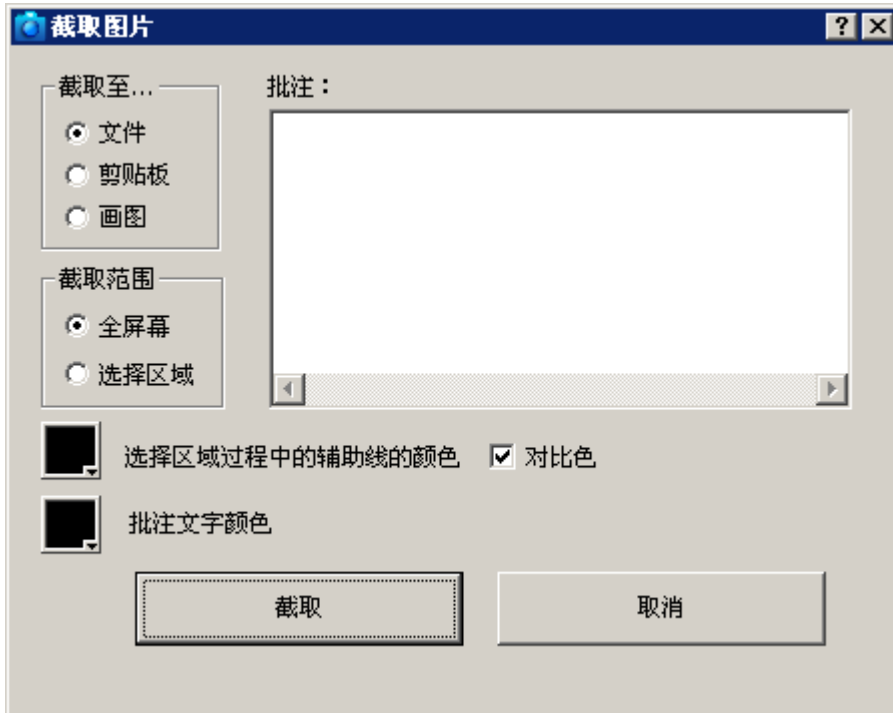 截取图片
截取至...
文件
剪贴板
画图
批注：
截取范围
全屏幕
选择区域
选择区域过程中的辅助线的颜色
对比色
批注文字颜色
截取
取消